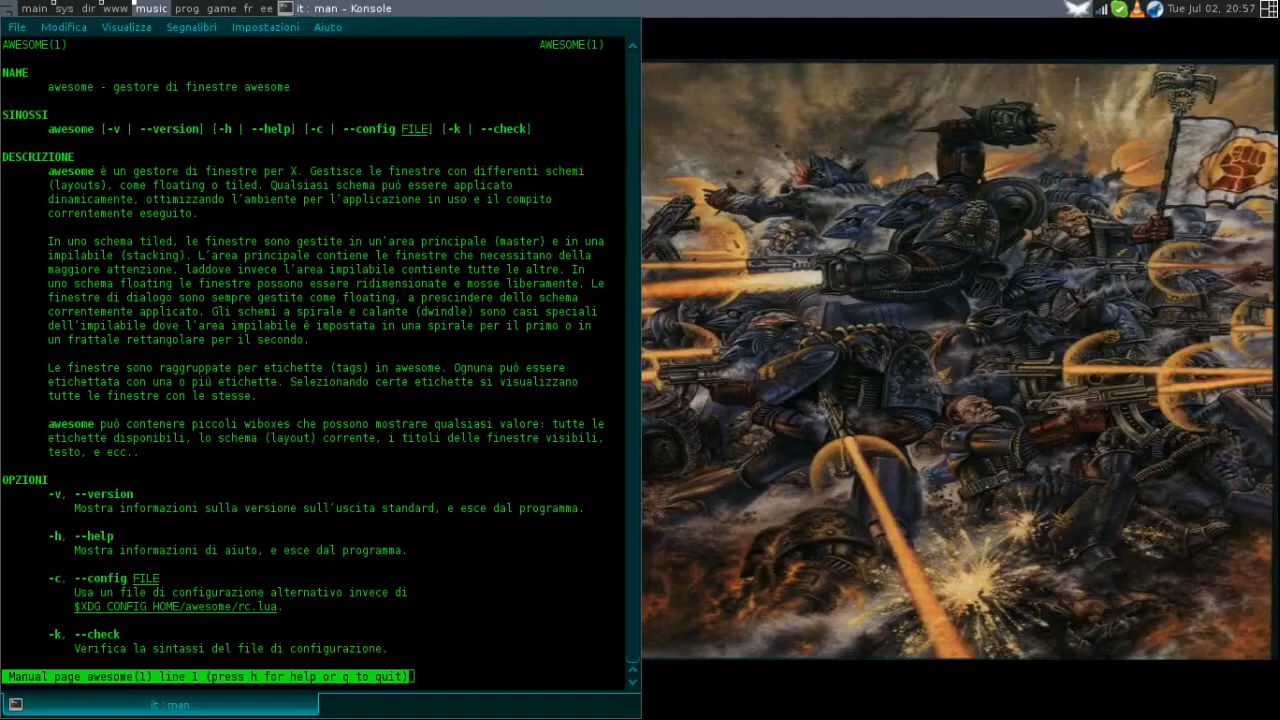 main sys dir www music prog game fr ee it : man – Konsole
Tue Jul 02, 20:57
File Modifica Visualizza Segnalibri Impostazioni Aiuto
AWESOME(1) AWESOME(1)
NAME
awesome - gestore di finestre awesome
SINOSSI
awesome [-v | --version] [-h | --help] [-c | --config FILE] [-k | --check]
DESCRIZIONE
awesome è un gestore di finestre per X. Gestisce le finestre con differenti schemi
(layouts), come floating o tiled. Qualsiasi schema può essere applicato
dinamicamente, ottimizzando l'ambiente per l'applicazione in uso e il compito
correntemente eseguito.
In uno schema tiled, le finestre sono gestite in un'area principale (master) e in una
impilabile (stacking). L'area principale contiene le finestre che necessitano della
maggiore attenzione, laddove invece l'area impilabile contiente tutte le altre. In
uno schema floating le finestre possono essere ridimensionate e mosse liberamente. Le
finestre di dialogo sono sempre gestite come floating, a prescindere dello schema
correntemente applicato. Gli schemi a spirale e calante (dwindle) sono casi speciali
dell'impilabile dove l'area impilabile è impostata in una spirale per il primo o in
un frattale rettangolare per il secondo.
Le finestre sono raggruppate per etichette (tags) in awesome. Ognuna può essere
etichettata con una o più etichette. Selezionando certe etichette si visualizzano
tutte le finestre con le stesse.
awesome può contenere piccoli wiboxes che possono mostrare qualsiasi valore: tutte le
etichette disponibili, lo schema (layout) corrente, i titoli delle finestre visibili,
testo, e ecc..
OPZIONI
-v, --version
Mostra informazioni sulla versione sull'uscita standard, e esce dal programma.
-h, --help
Mostra informazioni di aiuto, e esce dal programma.
-c, --config FILE
Usa un file di configurazione alternativo invece di
$XDG_CONFIG_HOME/awesome/rc.lua.
-k, --check
Verifica la sintassi del file di configurazione.
Manual page awesome(1) line 1 (press h for help or q to quit)
it : man